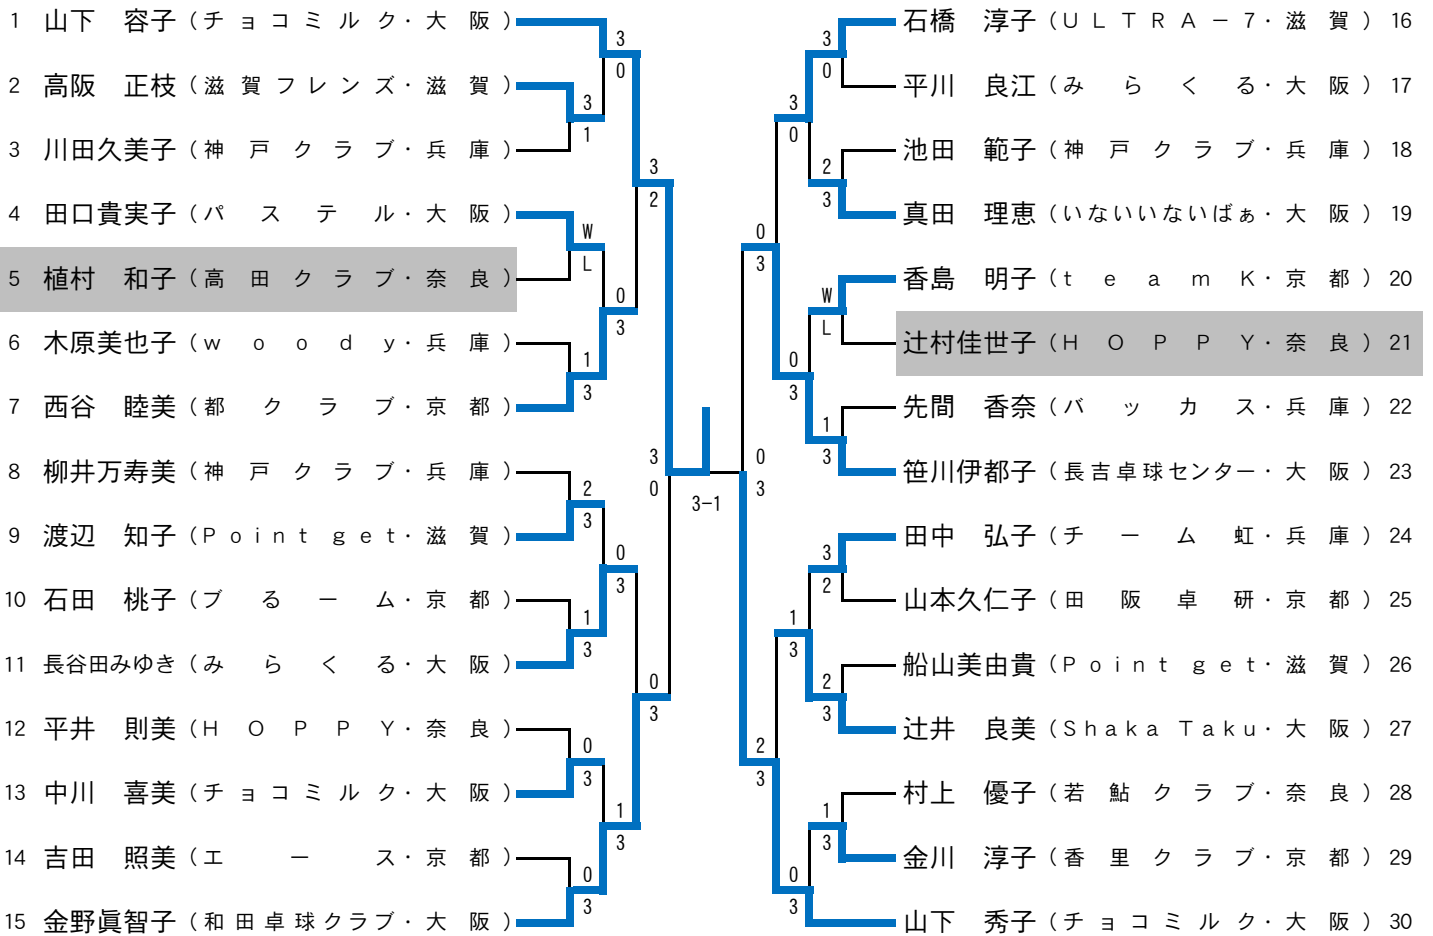 1 山下 容子 (チョコミルク・大阪)
2 高阪 正枝 (滋賀フレンズ・滋賀)
3 川田久美子 (神戸クラブ・兵庫)
4 田口貴実子 (パステル・大阪)
5 植村 和子 (高田クラブ・奈良)
6 木原美也子 (woody・兵庫)
7 西谷 睦美 (都クラブ・京都)
8 柳井万寿美 (神戸クラブ・兵庫)
9 渡辺 知子 (Point get・滋賀)
10 石田 桃子 (ブるーム・京都)
11 長谷田みゆき (みらくる・大阪)
12 平井 則美 (HOPPY・奈良)
13 中川 喜美 (チョコミルク・大阪)
14 吉田 照美 (エース・京都)
15 金野眞智子 (和田卓球クラブ・大阪)
3
0
3
1
3
2
W
L
0
3
1
3
3
0
2
3
0
3
1
3
0
3
0
3
1
3
0
3
3-1
3
0
3
0
2
3
0
3
W
L
0
3
1
3
0
3
3
2
1
3
2
3
2
3
1
3
0
3
石橋 淳子 (ULTRA-7・滋賀) 16
平川 良江 (みらくる・大阪) 17
池田 範子 (神戸クラブ・兵庫) 18
真田 理恵 (いないいないばぁ・大阪) 19
香島 明子 (team K・京都) 20
辻村佳世子 (HOPPY・奈良) 21
先間 香奈 (バッカス・兵庫) 22
笹川伊都子 (長吉卓球センター・大阪) 23
田中 弘子 (チーム虹・兵庫) 24
山本久仁子 (田阪卓研・京都) 25
船山美由貴 (Point get・滋賀) 26
辻井 良美 (Shaka Taku・大阪) 27
村上 優子 (若鮎クラブ・奈良) 28
金川 淳子 (香里クラブ・京都) 29
山下 秀子 (チョコミルク・大阪) 30